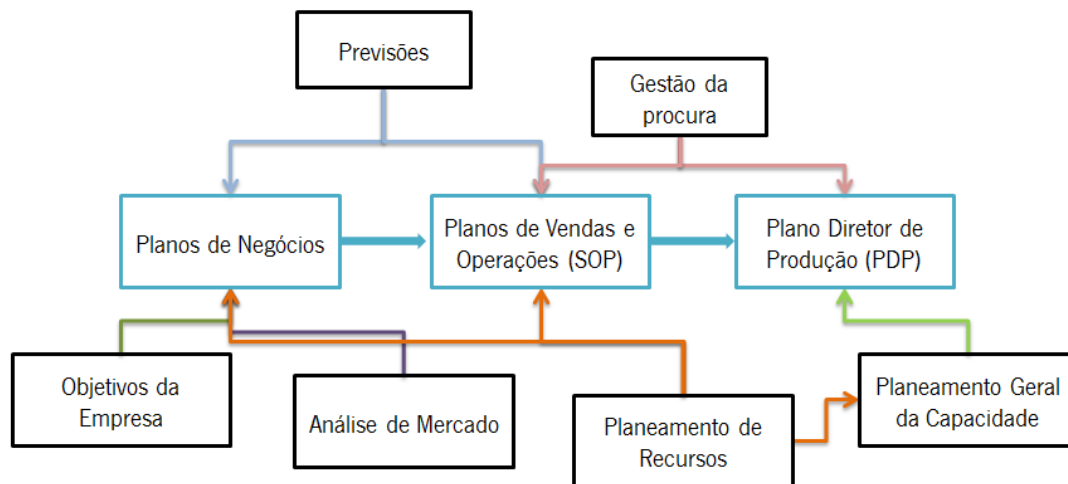 Previsões
Gestão da
procura
Planos de Negócios
Planos de Vendas e
Operações (SOP)
Plano Diretor de
Produção (PDP)
Objetivos da
Empresa
Análise de Mercado
Planeamento de
Recursos
Planeamento Geral
da Capacidade